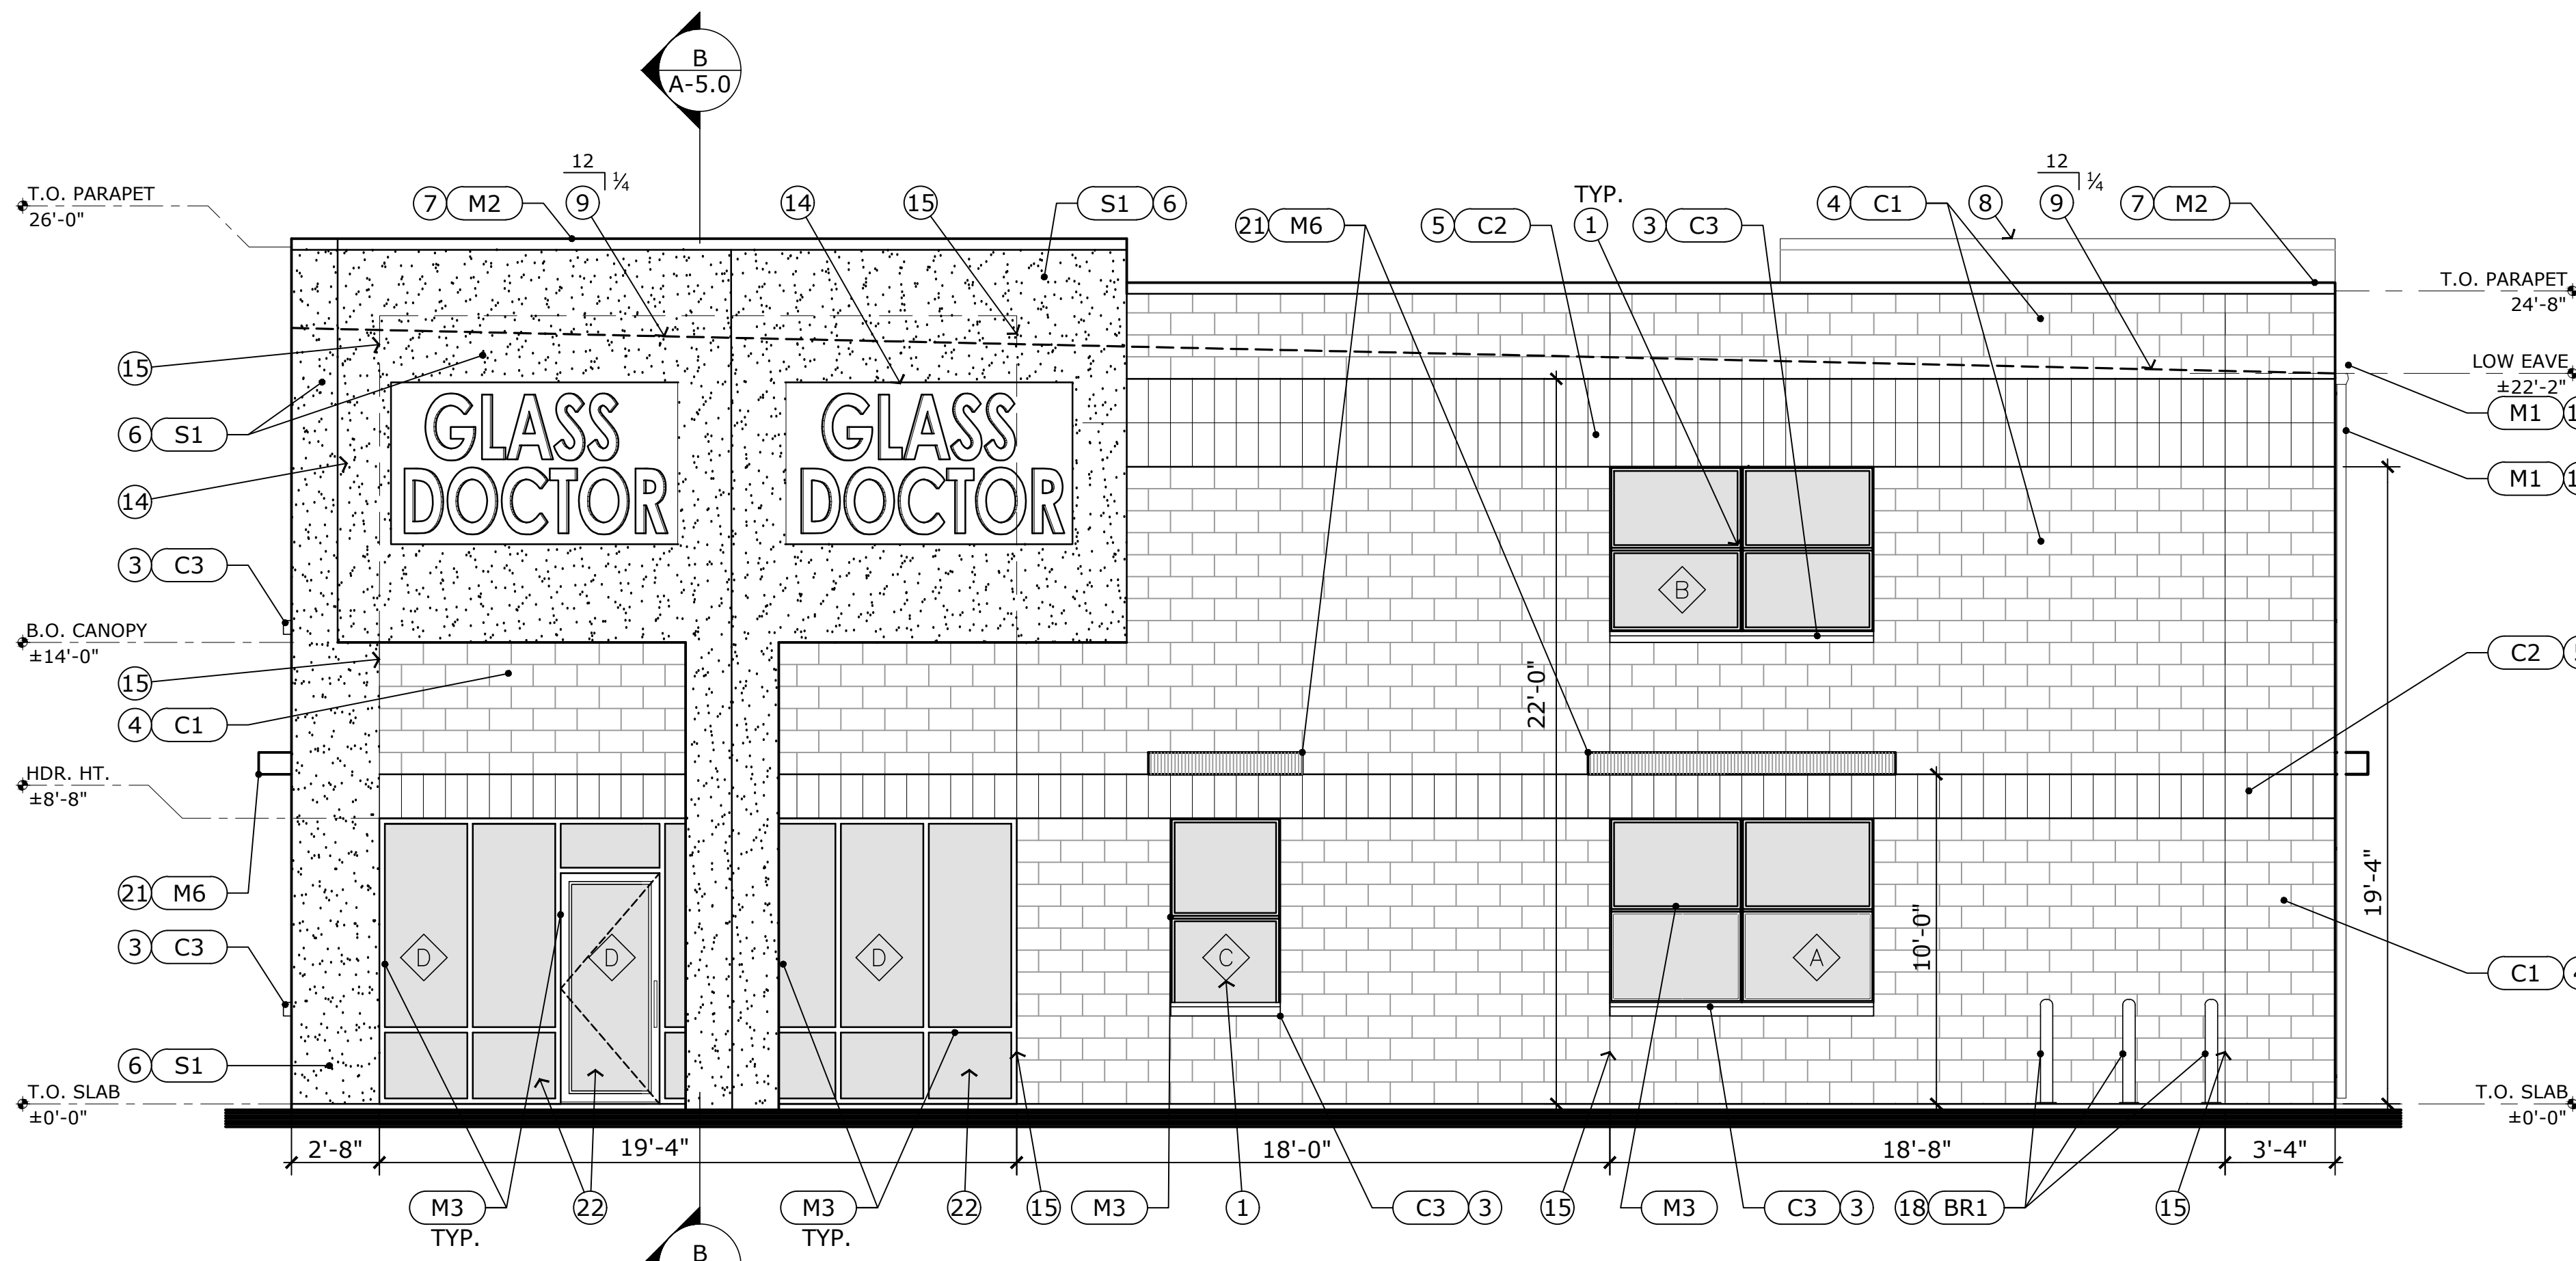 B
A-5.0
T.O. PARAPET
26'-0"
7 M2
12
¼
9
14
15
S1 6
21 M6
5 C2
TYP.
1
3 C3
4 C1
8
12
¼
9
7 M2
T.O. PARAPET
24'-8"
LOW EAVE
±22'-2"
M1
M1
15
6 S1
14
3 C3
GLASS
DOCTOR
GLASS
DOCTOR
B
B.O. CANOPY
±14'-0"
15
4 C1
22'-0"
C2
HDR. HT.
±8'-8"
21 M6
3 C3
19'-4"
10'-0"
D
D
D
C
A
C1
6 S1
T.O. SLAB
±0'-0"
T.O. SLAB
±0'-0"
2'-8"
19'-4"
18'-0"
18'-8"
3'-4"
M3
TYP.
22
M3
TYP.
22
15
M3
1
C3 3
15
M3
C3 3
18 BR1
15
B